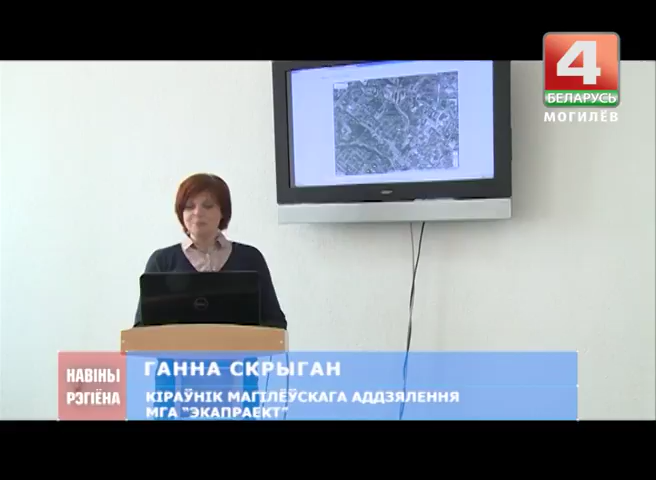 4
БЕЛАРУСЬ
МОГИЛЁВ
НАВІНЫ
РЭГІЁНА
ГАННА СКРЫГАН
КІРАЎНІК МАГІЛЁЎСКАГА АДДЗЯЛЕННЯ
МГА "ЭКАПРАЕКТ"